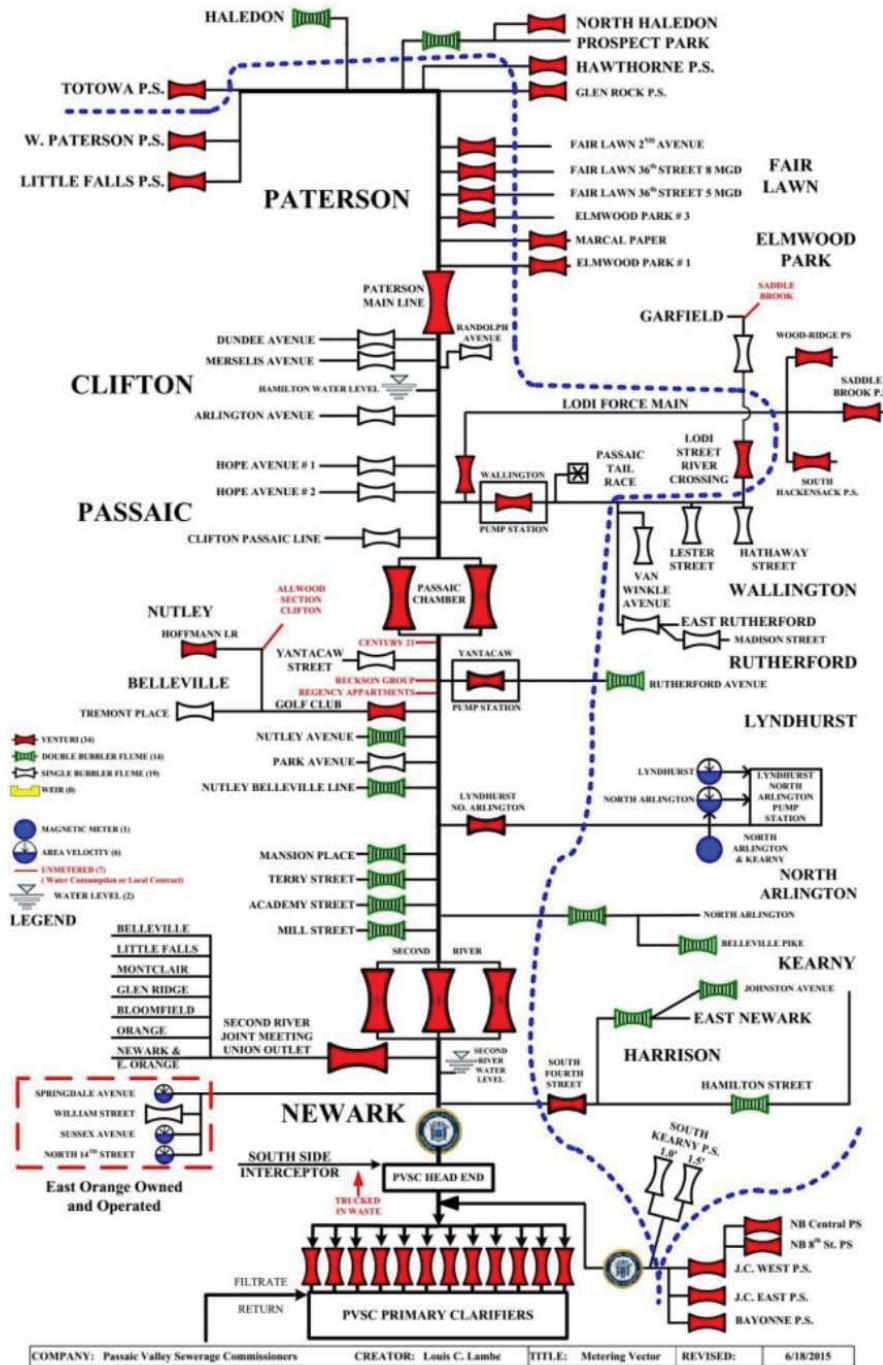 HALEDON
NORTH HALEDON
PROSPECT PARK
HAWTHORNE P.S.
GLEN ROCK P.S.
TOTOWA P.S.
W. PATERSON P.S.
LITTLE FALLS P.S.
PATERSON
FAIR LAWN 2ND AVENUE
FAIR LAWN 36th STREET 8 MGD
FAIR LAWN 36th STREET 5 MGD
ELMWOOD PARK # 3
MARCAL PAPER
ELMWOOD PARK # 1
FAIR
LAWN
ELMWOOD
PARK
PATERSON
MAIN LINE
SADDLE
BROOK
GARFIELD
RANDOLPH
AVENUE
WOOD-RIDGE PS
DUNDEE AVENUE
MERSELIS AVENUE
CLIFTON
HAMILTON WATER LEVEL
SADDLE
BROOK P.S.
ARLINGTON AVENUE
LODI FORCE MAIN
LODI
STREET
RIVER
CROSSING
HOPE AVENUE # 1
HOPE AVENUE # 2
WALLINGTON
PUMP STATION
PASSAIC
TAIL
RACE
SOUTH
HACKENSACK P.S.
PASSAIC
CLIFTON PASSAIC LINE
VAN
WINKLE
AVENUE
LESTER
STREET
HATHAWAY
STREET
WALLINGTON
PASSAIC
CHAMBER
ALLWOOD
SECTION
CLIFTON
NUTLEY
HOFFMANN LR
EAST RUTHERFORD
MADISON STREET
RUTHERFORD
CENTURY 21
YANTACAW
STREET
YANTACAW
PUMP STATION
RECKSON GROUP
REGENCY APPARTMENTS
RUTHERFORD AVENUE
BELLEVILLE
TREMONT PLACE
GOLF CLUB
LYNDHURST
NUTLEY AVENUE
PARK AVENUE
NUTLEY BELLEVILLE LINE
VENTURI (34)
DOUBLE BUBBLER FLUME (14)
SINGLE BUBBLER FLUME (19)
WEIR (0)
MAGNETIC METER (1)
AREA VELOCITY (6)
UNMETERED (7)
( Water Consumption or Local Contract)
WATER LEVEL (2)
LEGEND
LYNDHURST
NORTH ARLINGTON
LYNDHURST
NORTH
ARLINGTON
PUMP
STATION
LYNDHURST
NO. ARLINGTON
NORTH
ARLINGTON
& KEARNY
MANSION PLACE
TERRY STREET
ACADEMY STREET
MILL STREET
NORTH
ARLINGTON
NORTH ARLINGTON
BELLEVILLE PIKE
KEARNY
BELLEVILLE
LITTLE FALLS
MONTCLAIR
GLEN RIDGE
BLOOMFIELD
ORANGE
NEWARK &
E. ORANGE
SECOND RIVER
JOHNSTON AVENUE
EAST NEWARK
HARRISON
SECOND RIVER
JOINT MEETING
UNION OUTLET
SECOND
RIVER
WATER
LEVEL
SOUTH
FOURTH
STREET
HAMILTON STREET
SPRINGDALE AVENUE
WILLIAM STREET
SUSSEX AVENUE
NORTH 14TH STREET
East Orange Owned
and Operated
NEWARK
SOUTH SIDE
INTERCEPTOR
PVSC HEAD END
TRUCKED
IN WASTE
SOUTH
KEARNY P.S.
1.0'
1.5'
NB Central PS
NB 8th St. PS
J.C. WEST P.S.
J.C. EAST P.S.
BAYONNE P.S.
FILTRATE
RETURN
PVSC PRIMARY CLARIFIERS
COMPANY: Passaic Valley Sewerage Commissioners CREATOR: Louis C. Lambe TITLE: Metering Vector REVISED: 6/18/2015